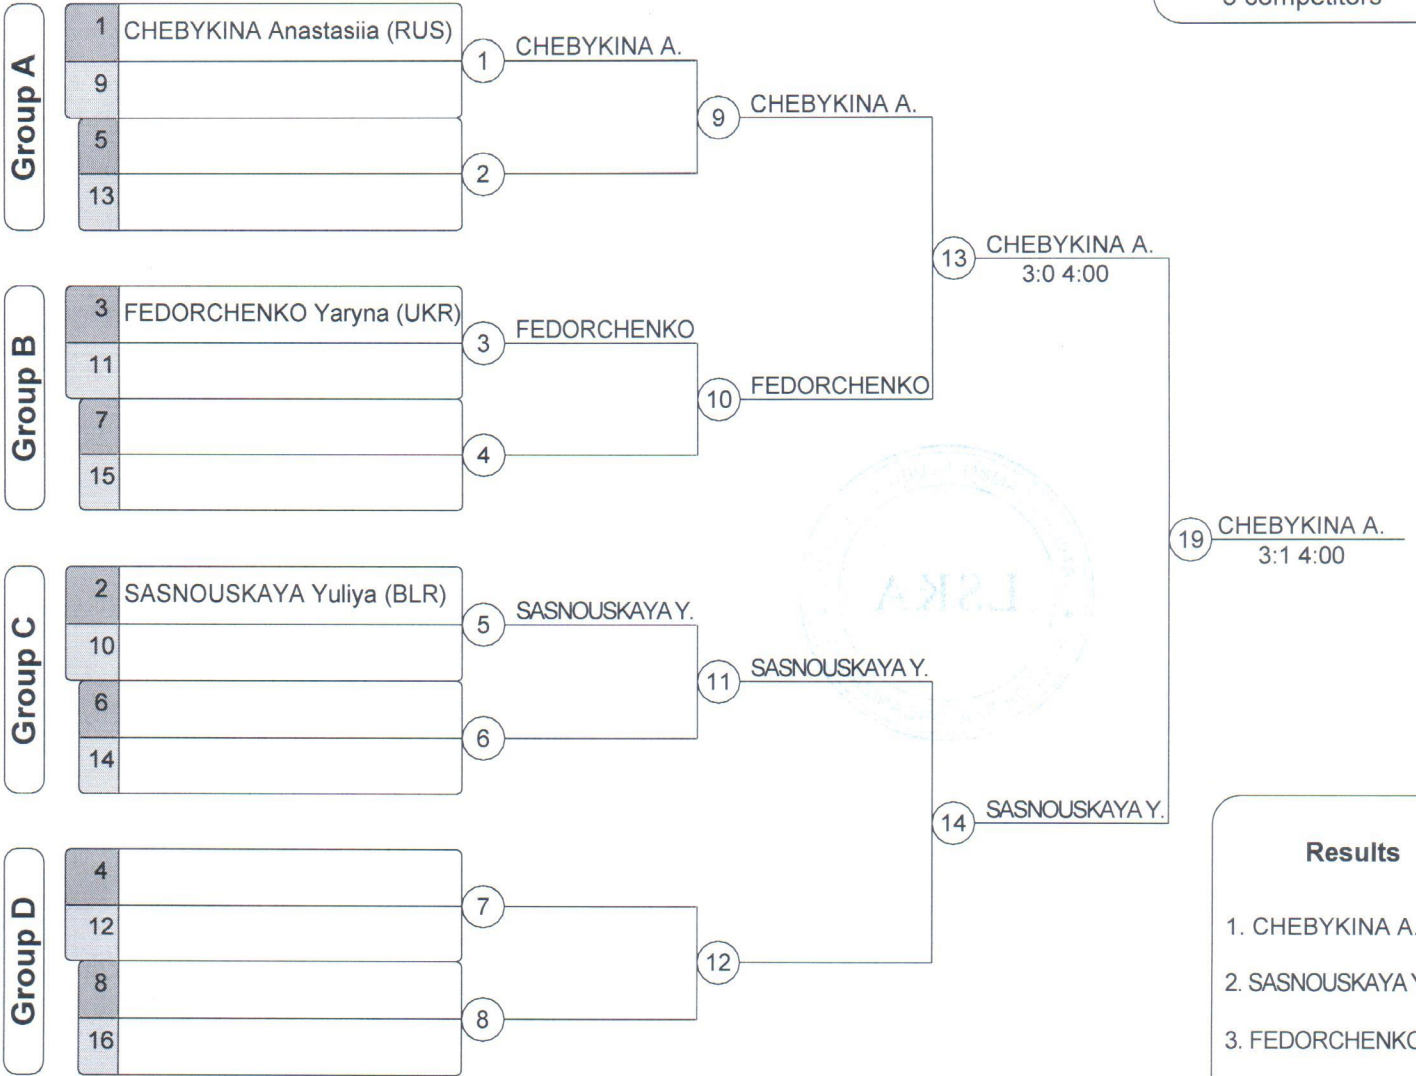 competitors
Group A
1 CHEBYKINA Anastasiia (RUS)
9
5
13
1 CHEBYKINA A.
2
9 CHEBYKINA A.
Group B
3 FEDORCHENKO Yaryna (UKR)
11
7
15
3 FEDORCHENKO
4
10 FEDORCHENKO
13 CHEBYKINA A.
3:0 4:00
Group C
2 SASNOUSKAYA Yuliya (BLR)
10
6
14
5 SASNOUSKAYA Y.
6
11 SASNOUSKAYA Y.
Group D
4
12
8
16
7
8
12
14 SASNOUSKAYA Y.
19 CHEBYKINA A.
3:1 4:00
LSKA
Results
1. CHEBYKINA A.
2. SASNOUSKAYA Y
3. FEDORCHENKO